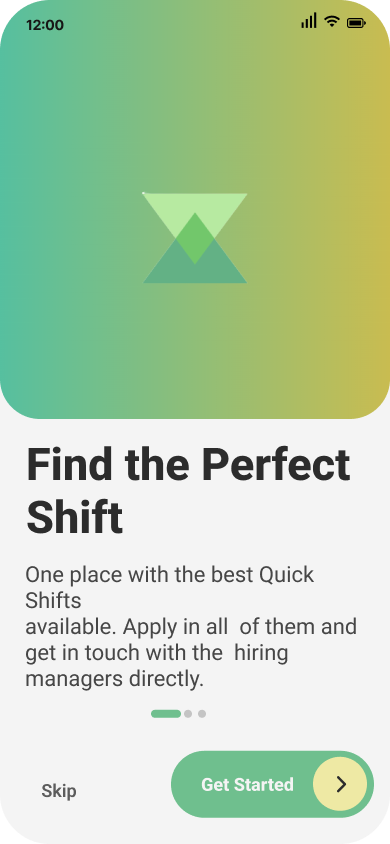 12:00
Find the Perfect
Shift
One place with the best Quick
Shifts
available. Apply in all  of them and
get in touch with the  hiring
managers directly.
Skip
Get Started